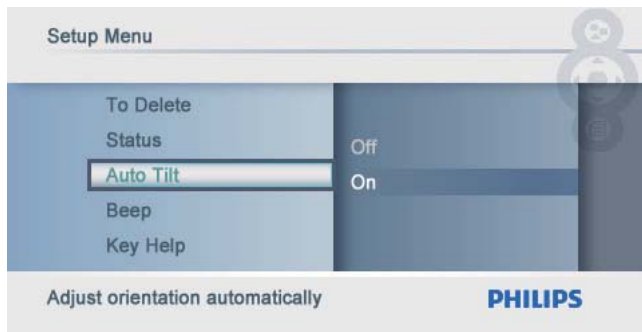 Setup Menu
To Delete
Status
Auto Tilt
Beep
Key Help
Off
On
Adjust orientation automatically
PHILIPS